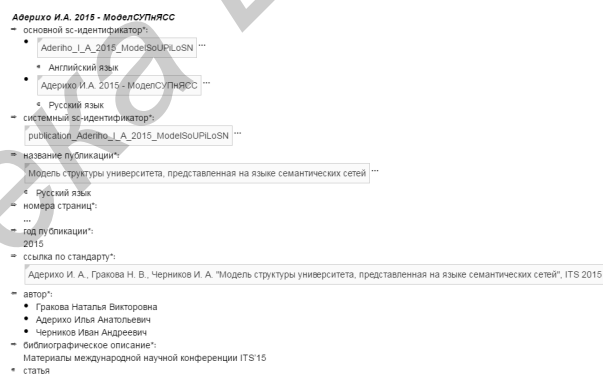 Адерихо И.А. 2015 - МоделСУПнЯСС
⇒ основной sc-идентификатор*:
• Aderiho_I_A_2015_ModelSoUPiLoSN ...
∊ Английский язык
• Адерихо И.А. 2015 - МоделСУПнЯСС ...
∊ Русский язык
⇒ системный sc-идентификатор*:
publication_Aderiho_I_A_2015_ModelSoUPiLoSN ...
⇒ название публикации*:
Модель структуры университета, представленная на языке семантических сетей ...
∊ Русский язык
⇒ номера страниц*:
...
⇒ год публикации*:
2015
⇒ ссылка по стандарту*:
Адерихо И. А., Гракова Н. В., Черников И. А. "Модель структуры университета, представленная на языке семантических сетей", ITS 2015
⇐ автор*:
• Гракова Наталья Викторовна
• Адерихо Илья Анатольевич
• Черников Иван Андреевич
⇒ библиографическое описание*:
Материалы международной научной конференции ITS'15
∊ статья